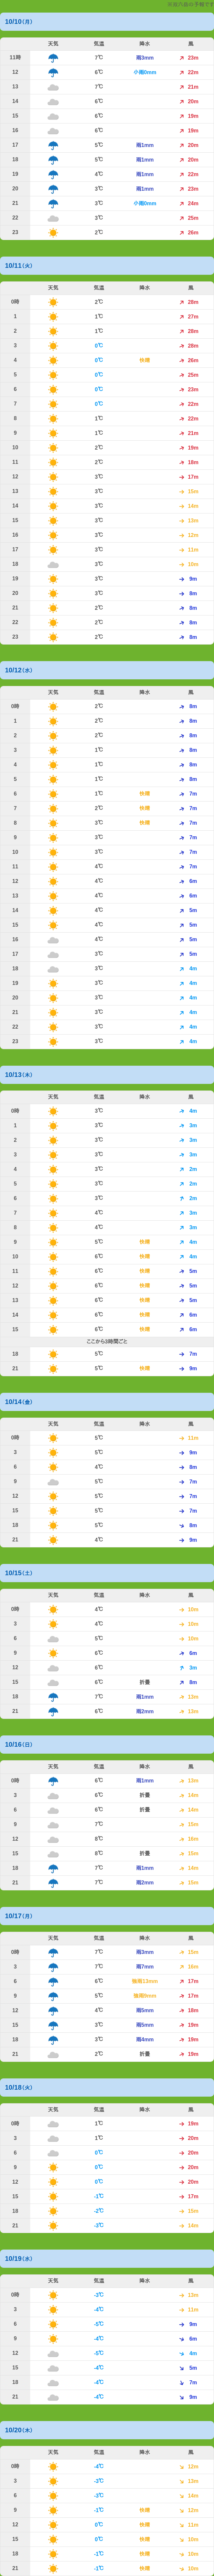 10/10(月)
天気 気温 降水 風
11時 7℃ 雨3mm 23m
12 6℃ 小雨0mm 22m
13 7℃ 21m
14 6℃ 20m
15 6℃ 19m
16 6℃ 19m
17 5℃ 雨1mm 20m
18 5℃ 雨1mm 20m
19 4℃ 雨1mm 22m
20 3℃ 雨1mm 23m
21 3℃ 小雨0mm 24m
22 3℃ 25m
23 2℃ 26m
10/11(火)
天気 気温 降水 風
0時 2℃ 28m
1 1℃ 27m
2 1℃ 28m
3 0℃ 28m
4 0℃ 快晴 26m
5 0℃ 25m
6 0℃ 23m
7 0℃ 22m
8 1℃ 22m
9 1℃ 21m
10 2℃ 19m
11 2℃ 18m
12 3℃ 17m
13 3℃ 15m
14 3℃ 14m
15 3℃ 13m
16 3℃ 12m
17 3℃ 11m
18 3℃ 10m
19 3℃ 9m
20 3℃ 8m
21 2℃ 8m
22 2℃ 8m
23 2℃ 8m
10/12(水)
天気 気温 降水 風
0時 2℃ 8m
1 2℃ 8m
2 2℃ 8m
3 1℃ 8m
4 1℃ 8m
5 1℃ 8m
6 1℃ 快晴 7m
7 2℃ 快晴 7m
8 3℃ 快晴 7m
9 3℃ 7m
10 3℃ 7m
11 4℃ 7m
12 4℃ 6m
13 4℃ 6m
14 4℃ 5m
15 4℃ 5m
16 4℃ 5m
17 3℃ 5m
18 3℃ 4m
19 3℃ 4m
20 3℃ 4m
21 3℃ 4m
22 3℃ 4m
23 3℃ 4m
10/13(木)
天気 気温 降水 風
0時 3℃ 4m
1 3℃ 3m
2 3℃ 3m
3 3℃ 3m
4 3℃ 2m
5 3℃ 2m
6 3℃ 2m
7 4℃ 3m
8 4℃ 3m
9 5℃ 快晴 4m
10 6℃ 快晴 4m
11 6℃ 快晴 5m
12 6℃ 快晴 5m
13 6℃ 快晴 5m
14 6℃ 快晴 6m
15 6℃ 快晴 6m
ここから3時間ごと
18 5℃ 7m
21 5℃ 快晴 9m
10/14(金)
天気 気温 降水 風
0時 5℃ 11m
3 5℃ 9m
6 4℃ 8m
9 5℃ 7m
12 5℃ 7m
15 5℃ 7m
18 5℃ 8m
21 4℃ 9m
10/15(土)
天気 気温 降水 風
0時 4℃ 10m
3 4℃ 10m
6 5℃ 10m
9 6℃ 6m
12 6℃ 3m
15 6℃ 折畳 8m
18 7℃ 雨1mm 13m
21 6℃ 雨2mm 13m
10/16(日)
天気 気温 降水 風
0時 6℃ 雨1mm 13m
3 6℃ 折畳 14m
6 6℃ 折畳 14m
9 7℃ 15m
12 8℃ 16m
15 8℃ 折畳 15m
18 7℃ 雨1mm 14m
21 7℃ 雨2mm 15m
10/17(月)
天気 気温 降水 風
0時 7℃ 雨3mm 15m
3 7℃ 雨7mm 16m
6 6℃ 強雨13mm 17m
9 5℃ 強雨9mm 17m
12 4℃ 雨5mm 18m
15 3℃ 雨5mm 19m
18 3℃ 雨4mm 19m
21 2℃ 折畳 19m
10/18(火)
天気 気温 降水 風
0時 1℃ 19m
3 1℃ 20m
6 0℃ 20m
9 0℃ 20m
12 0℃ 20m
15 -1℃ 17m
18 -2℃ 15m
21 -3℃ 14m
10/19(水)
天気 気温 降水 風
0時 -3℃ 13m
3 -4℃ 11m
6 -5℃ 9m
9 -4℃ 6m
12 -5℃ 4m
15 -4℃ 5m
18 -4℃ 7m
21 -4℃ 9m
10/20(木)
天気 気温 降水 風
0時 -4℃ 12m
3 -3℃ 13m
6 -3℃ 14m
9 -1℃ 快晴 12m
12 0℃ 快晴 11m
15 0℃ 快晴 10m
18 -1℃ 快晴 10m
21 -1℃ 快晴 10m